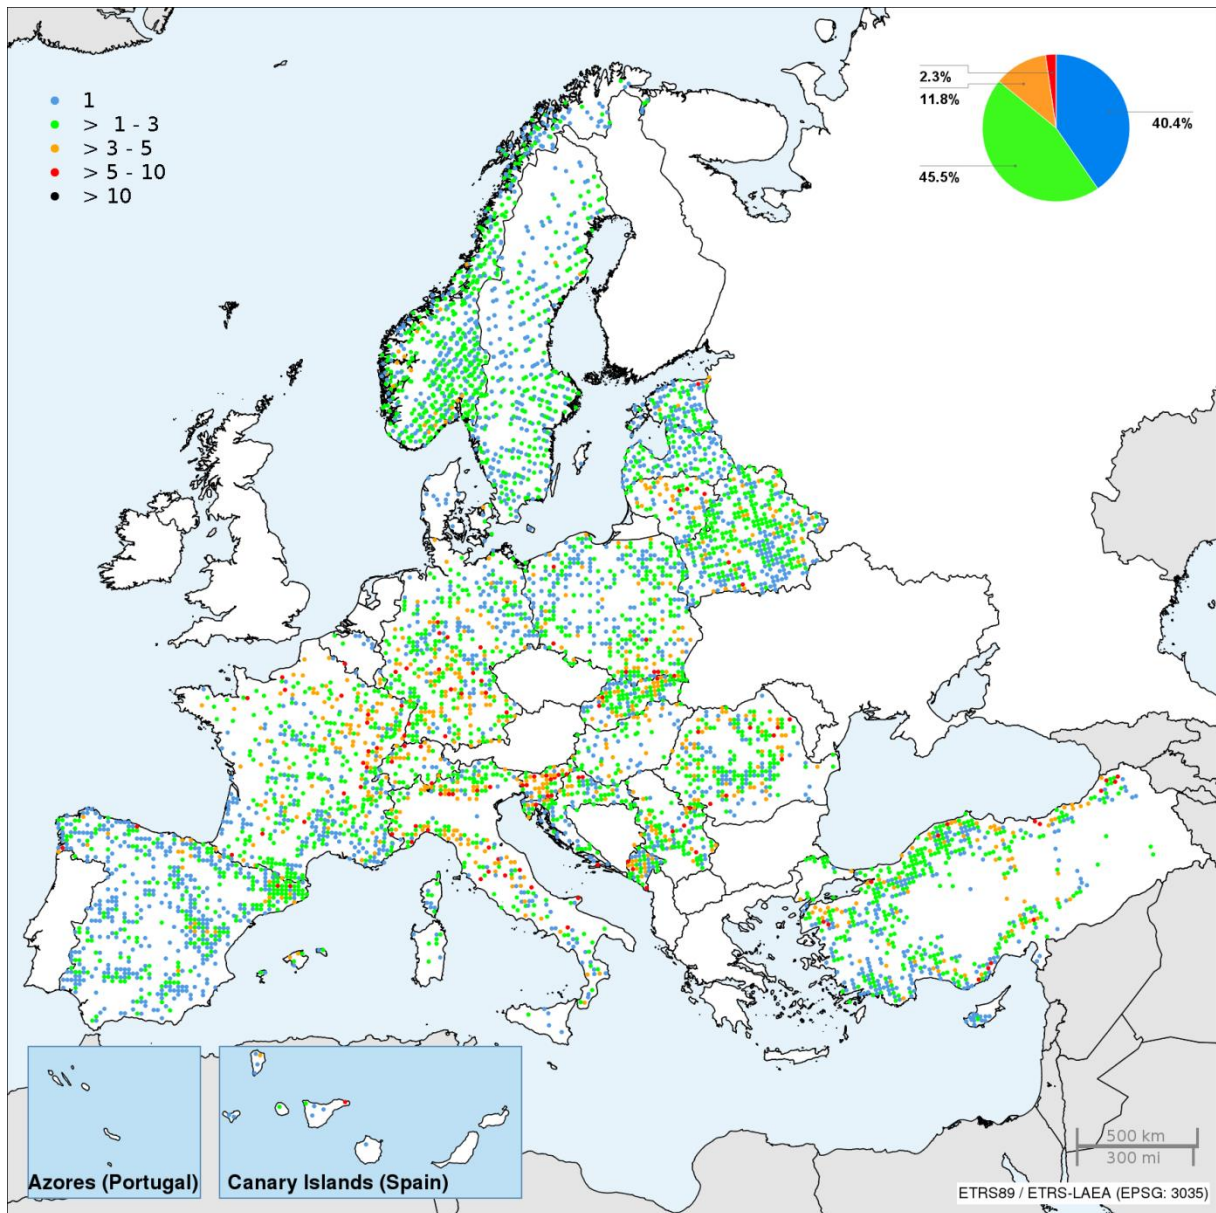 1
> 1 - 3
> 3 - 5
> 5 - 10
> 10
2.3%
11.8%
40.4%
45.5%
Azores (Portugal)
Canary Islands (Spain)
500 km
300 mi
ETRS89 / ETRS-LAEA (EPSG: 3035)